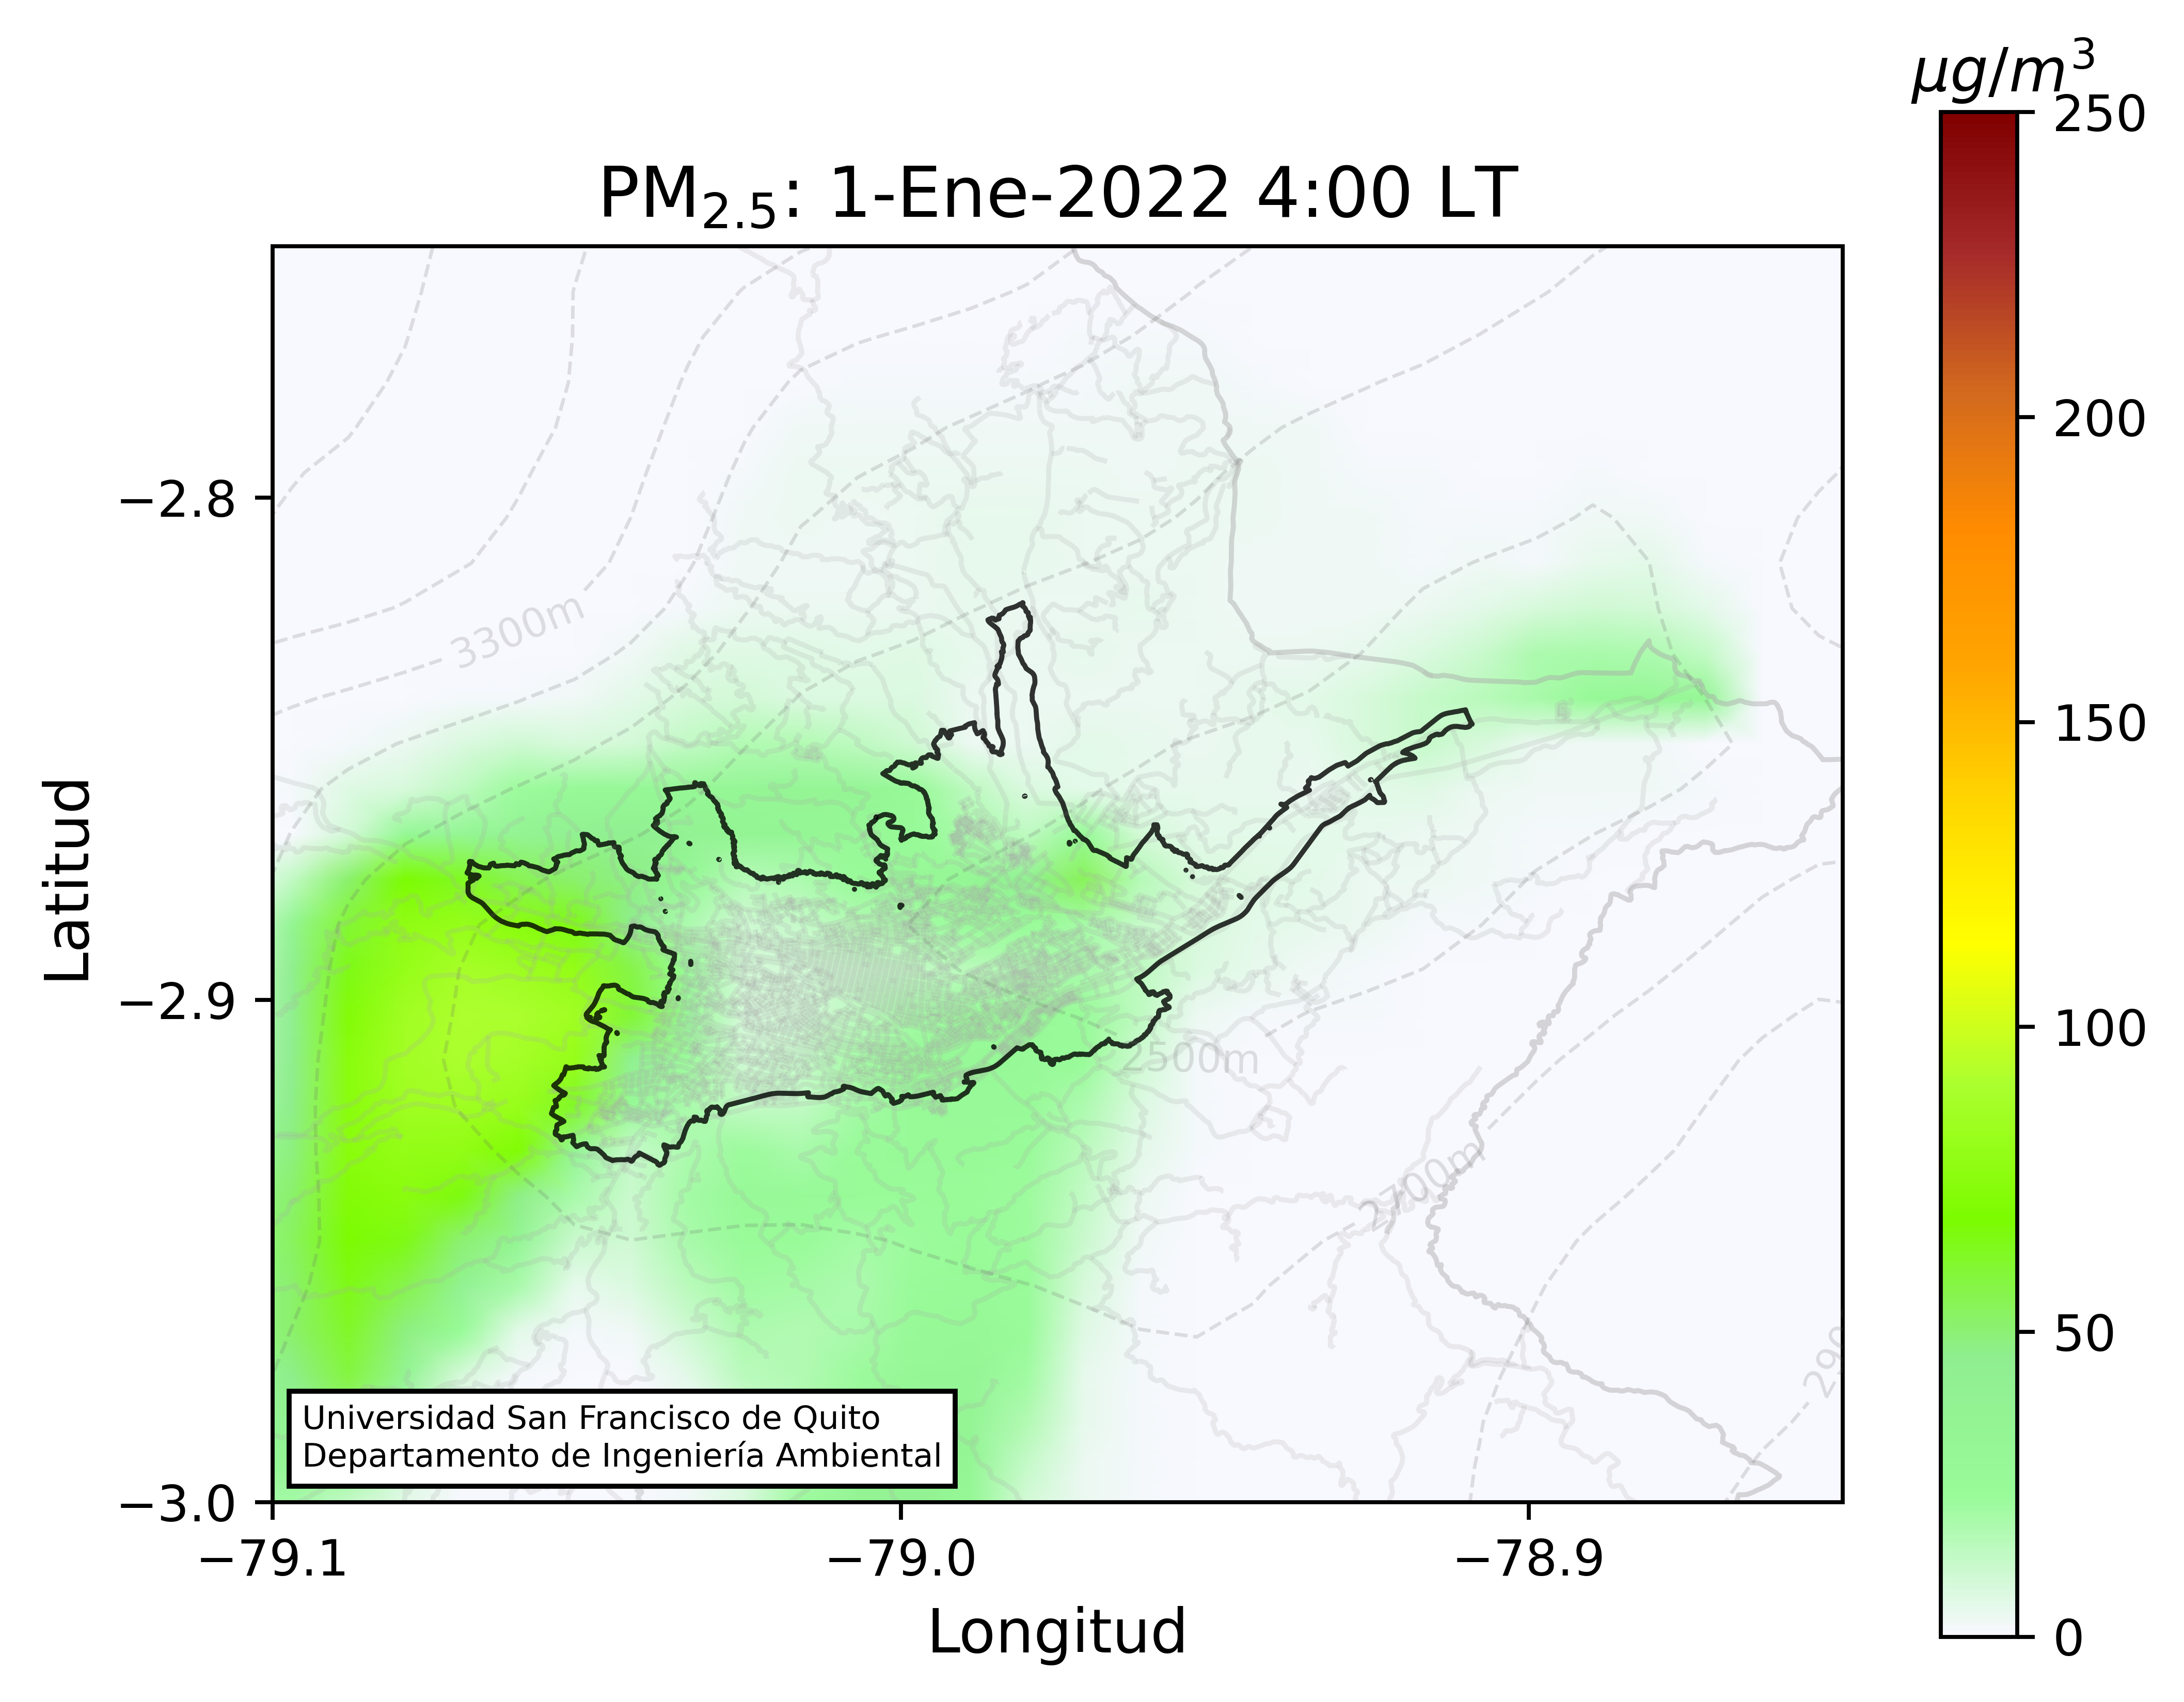 μg/m³
PM₂.₅: 1-Ene-2022 4:00 LT
250
200
150
100
50
0
Latitud
−2.8
−2.9
−3.0
3300m
2500m
2700m
Universidad San Francisco de Quito
Departamento de Ingeniería Ambiental
−79.1
−79.0
−78.9
Longitud